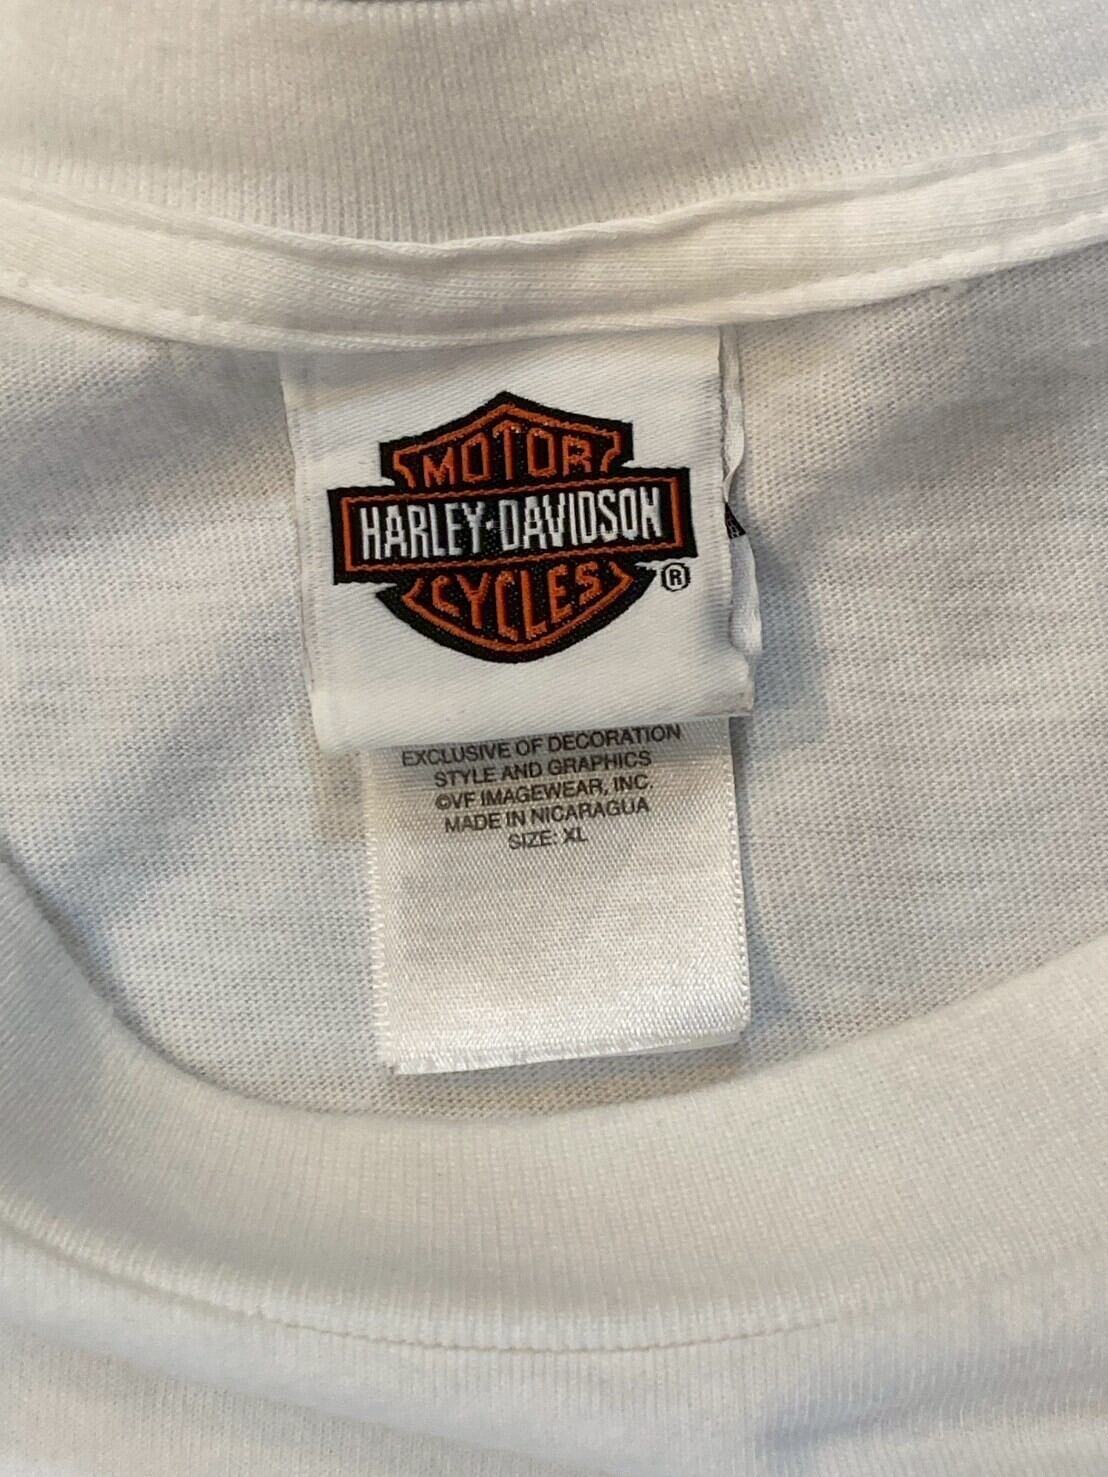 MOTOR
HARLEY-DAVIDSON
CYCLES
®
EXCLUSIVE OF DECORATION
STYLE AND GRAPHICS
©VF IMAGEWEAR, INC.
MADE IN NICARAGUA
SIZE: XL